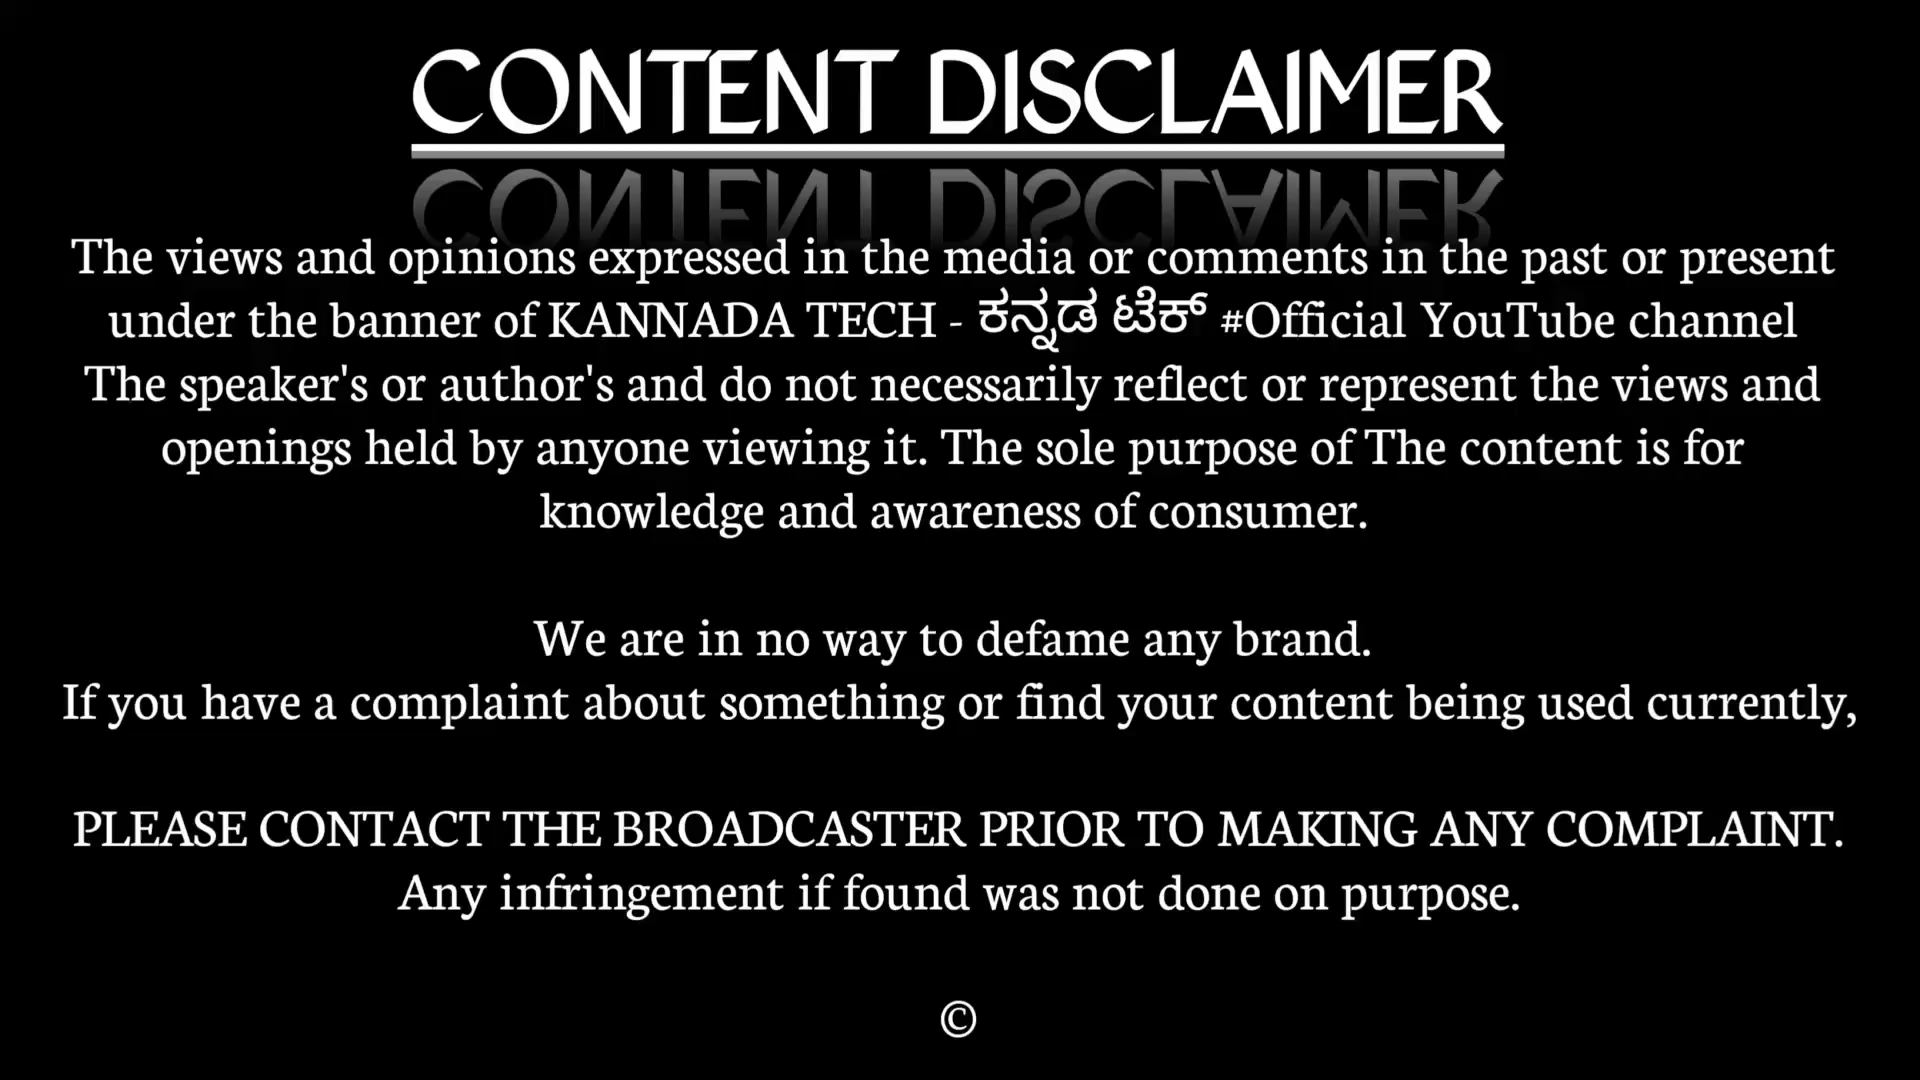 CONTENT DISCLAIMER
The views and opinions expressed in the media or comments in the past or present
under the banner of KANNADA TECH - ಕನ್ನಡ ಟೆಕ್ #Official YouTube channel
The speaker's or author's and do not necessarily reflect or represent the views and
openings held by anyone viewing it. The sole purpose of The content is for
knowledge and awareness of consumer.
We are in no way to defame any brand.
If you have a complaint about something or find your content being used currently,
PLEASE CONTACT THE BROADCASTER PRIOR TO MAKING ANY COMPLAINT.
Any infringement if found was not done on purpose.
©